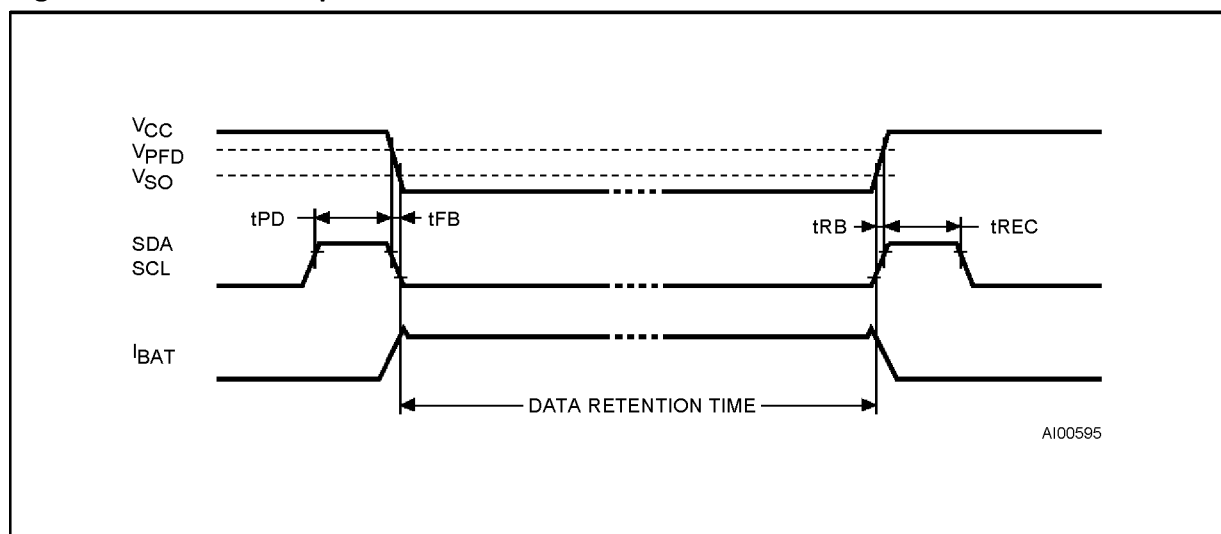 VCC
VPFD
VSO
tPD
tFB
tRB
tREC
SDA
SCL
IBAT
DATA RETENTION TIME
AI00595